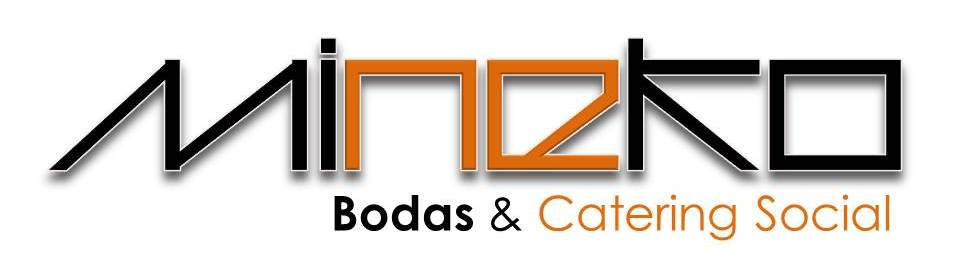 Mineko
Bodas & Catering Social